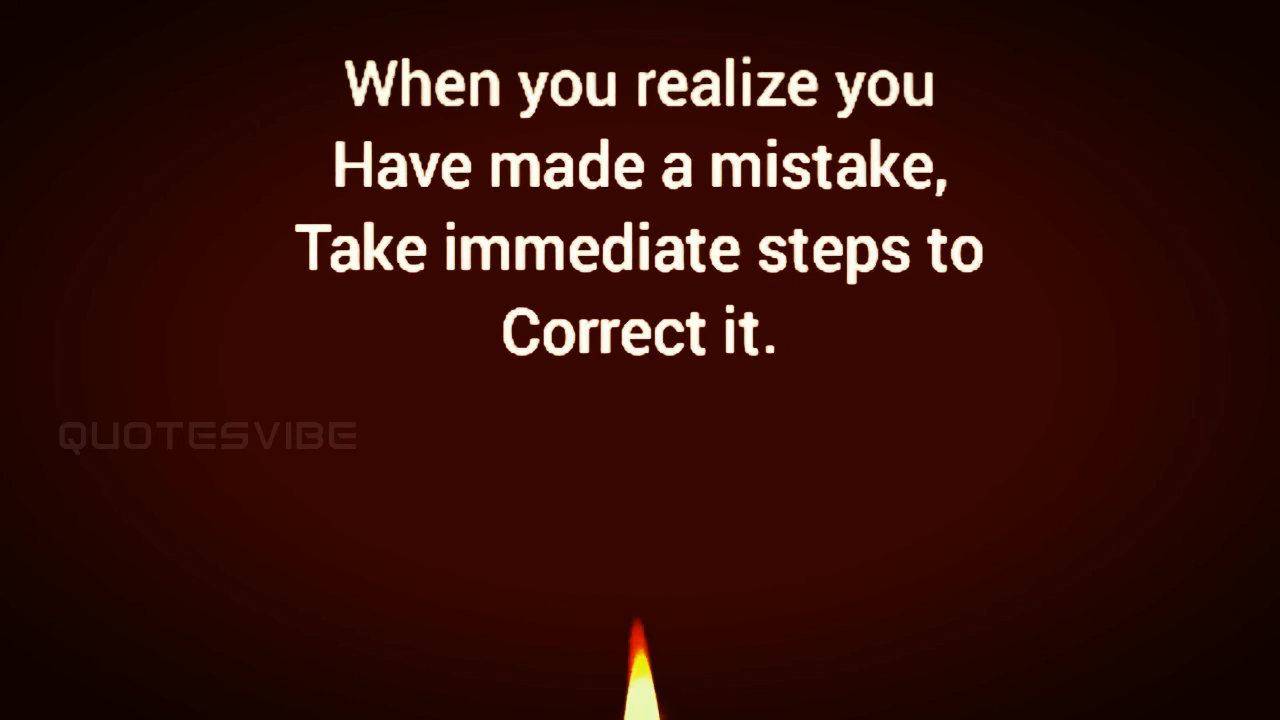 When you realize you
Have made a mistake,
Take immediate steps to
Correct it.
QUOTESVIBE